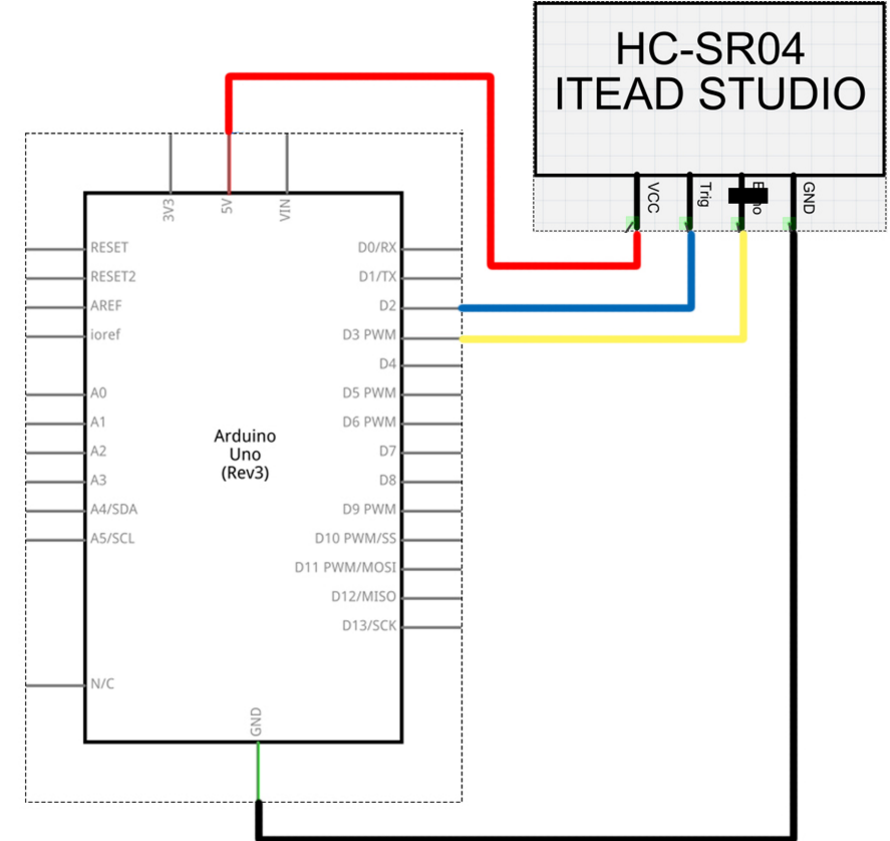 HC-SR04
ITEAD STUDIO
VCC
Trig
GND
3V3
5V
VIN
RESET
RESET2
AREF
ioref
A0
A1
A2
A3
A4/SDA
A5/SCL
N/C
Arduino
Uno
(Rev3)
D0/RX
D1/TX
D2
D3 PWM
D4
D5 PWM
D6 PWM
D7
D8
D9 PWM
D10 PWM/SS
D11 PWM/MOSI
D12/MISO
D13/SCK
GND